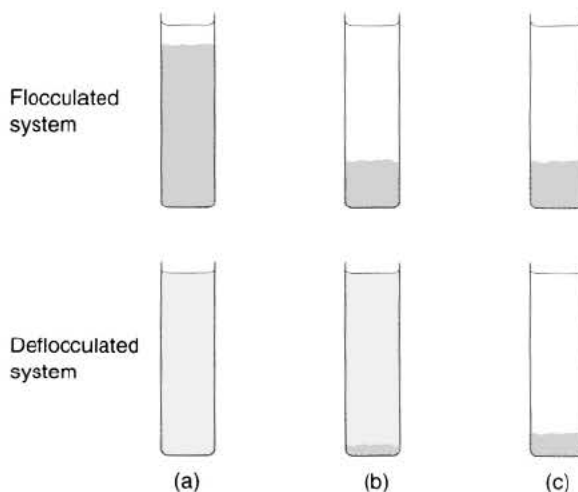 Flocculated
system
Deflocculated
system
(a)
(b)
(c)